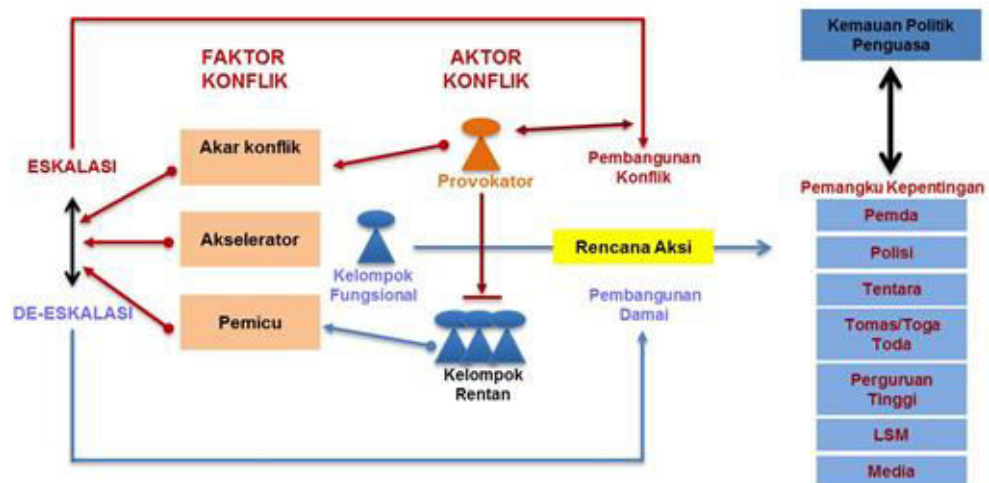 FAKTOR
KONFLIK
AKTOR
KONFLIK
Kemauan Politik
Penguasa
ESKALASI
Akar konflik
Provokator
Pembangunan
Konflik
Akselerator
Kelompok
Fungsional
Rencana Aksi
DE-ESKALASI
Pemicu
Kelompok
Rentan
Pembangunan
Damai
Pemangku Kepentingan
Pemda
Polisi
Tentara
Tomas/Toga
Toda
Perguruan
Tinggi
LSM
Media